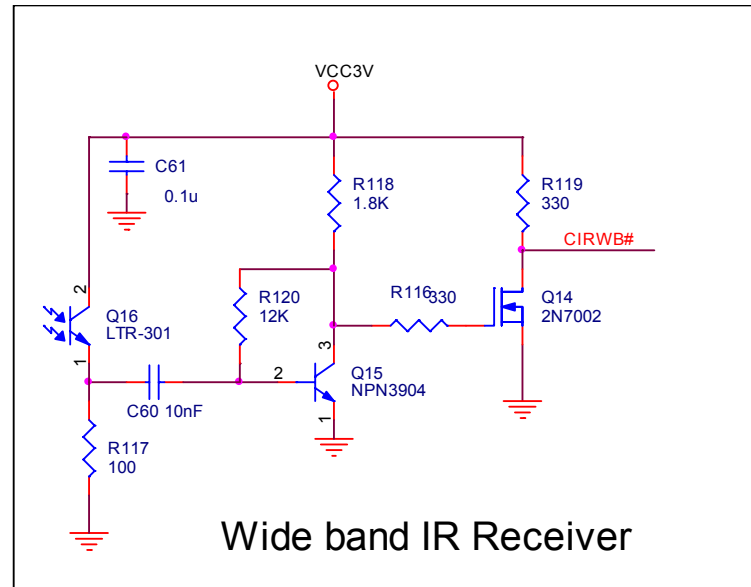 VCC3V
C61
0.1u
R118
1.8K
R119
330
CIRWB#
2
Q16
LTR-301
1
R120
12K
R116
330
Q14
2N7002
3
2
Q15
NPN3904
1
C60 10nF
R117
100
Wide band IR Receiver